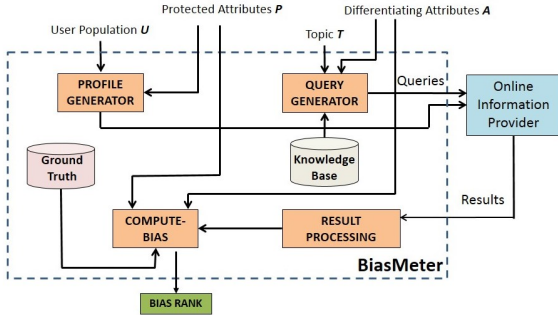 Protected Attributes P
Differentiating Attributes A
User Population U
Topic T
PROFILE
GENERATOR
QUERY
GENERATOR
Queries
Online
Information
Provider
Ground
Truth
Knowledge
Base
Results
COMPUTE-
BIAS
RESULT
PROCESSING
BiasMeter
BIAS RANK